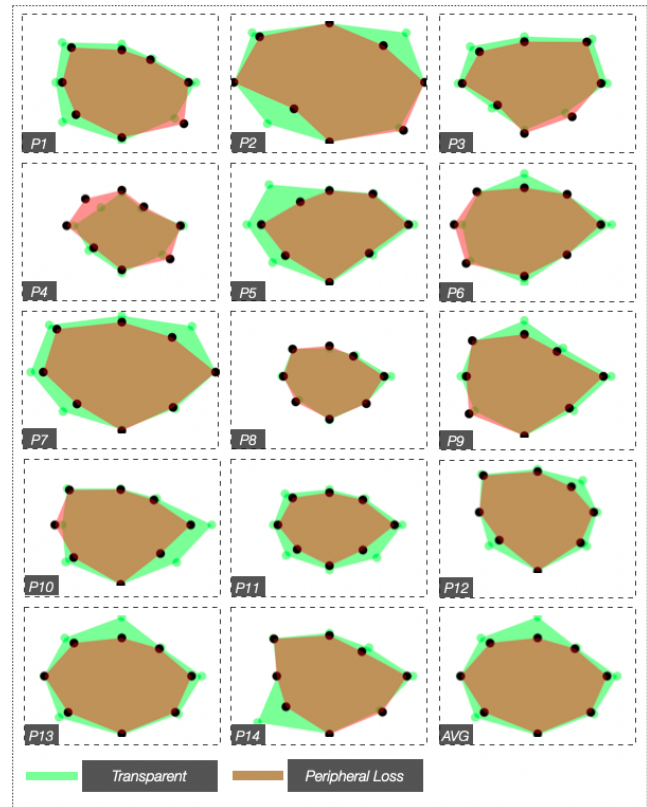 P1
P2
P3
P4
P5
P6
P7
P8
P9
P10
P11
P12
P13
P14
AVG
Transparent
Peripheral Loss